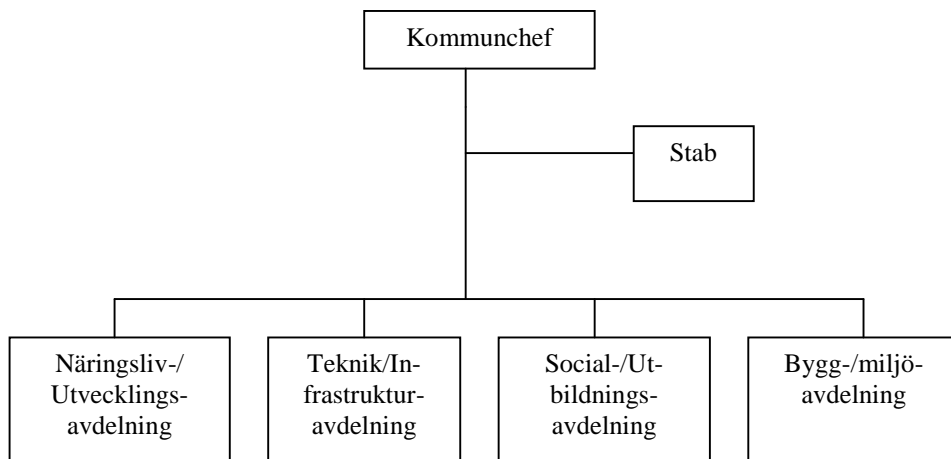 Kommunchef
Stab
Näringsliv-/
Utvecklings-
avdelning
Teknik/In-
frastruktur-
avdelning
Social-/Ut-
bildnings-
avdelning
Bygg-/miljö-
avdelning